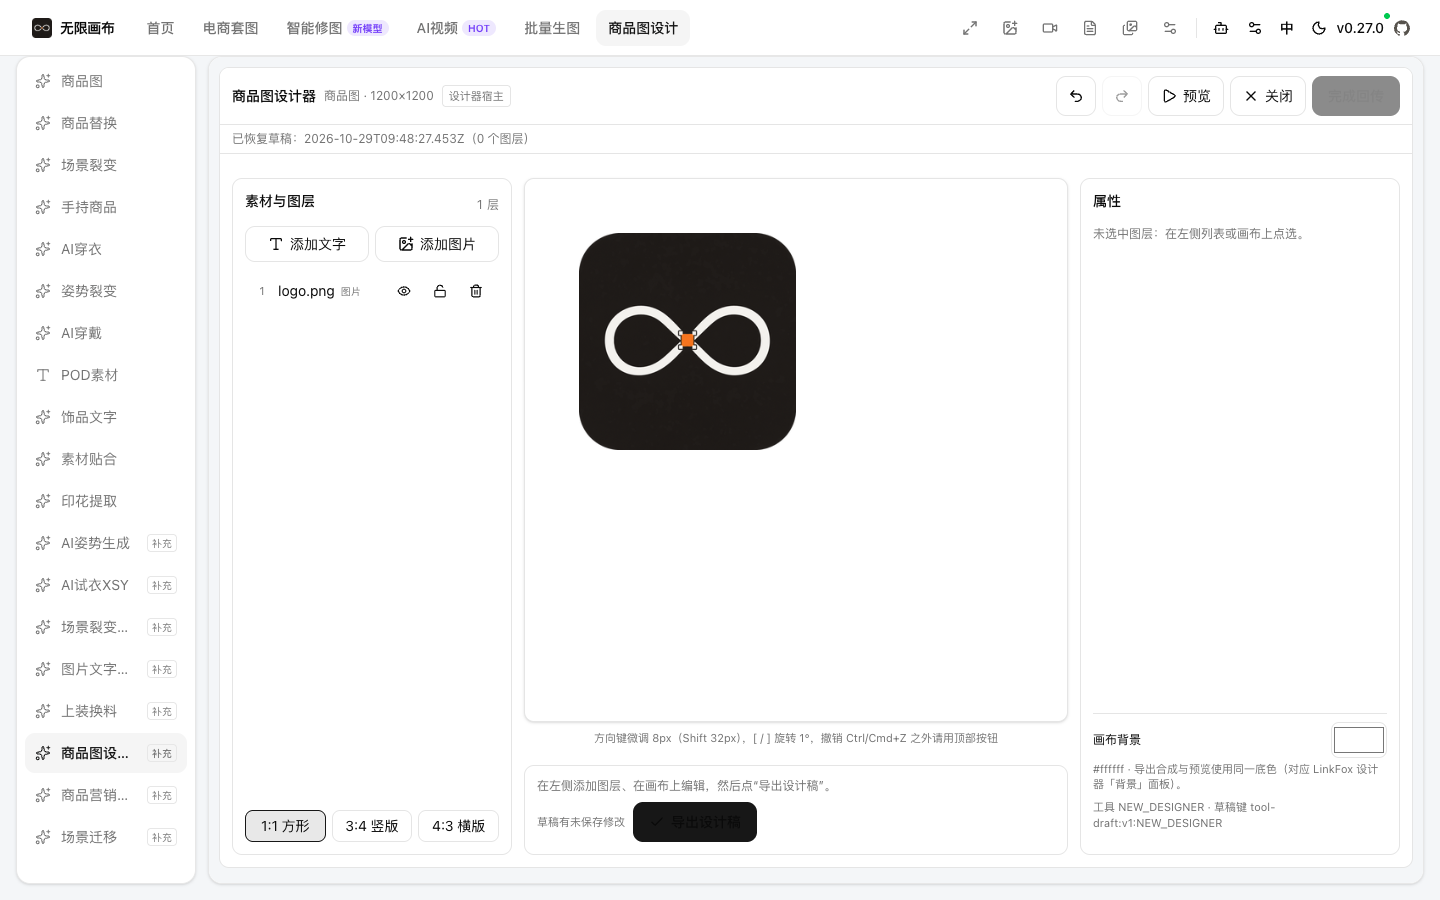 无限画布
首页
电商套图
智能修图 新模型
AI视频 HOT
批量生图
商品图设计
中
v0.27.0
商品图
商品替换
场景裂变
手持商品
AI穿衣
姿势裂变
AI穿戴
POD素材
饰品文字
素材贴合
印花提取
AI姿势生成 补充
AI试衣XSY 补充
场景裂变... 补充
图片文字... 补充
上装换料 补充
商品图设... 补充
商品营销... 补充
场景迁移 补充
商品图设计器 商品图 · 1200×1200 设计器宿主
预览
关闭
完成创作
已恢复草稿：2026-10-29T09:48:27.453Z（0 个图层）
素材与图层
1 层
添加文字
添加图片
1 logo.png 图片
1:1 方形
3:4 竖版
4:3 横版
方向键微调 8px（Shift 32px），[ / ] 旋转 1°，撤销 Ctrl/Cmd+Z 之外请用顶部按钮
在左侧添加图层、在画布上编辑，然后点“导出设计稿”。
草稿有未保存修改
导出设计稿
属性
未选中图层：在左侧列表或画布上点选。
画布背景
#ffffff · 导出合成与预览使用同一底色（对应 LinkFox 设计
器「背景」面板）。
工具 NEW_DESIGNER · 草稿键 tool-
draft:v1:NEW_DESIGNER